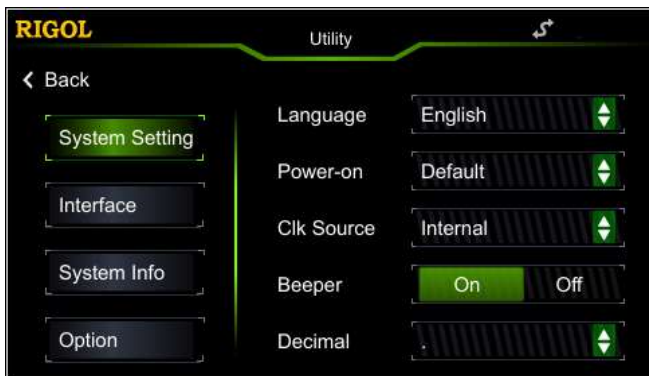 RIGOL
Utility
Back
System Setting
Interface
System Info
Option
Language English
Power-on Default
Clk Source Internal
Beeper On Off
Decimal .